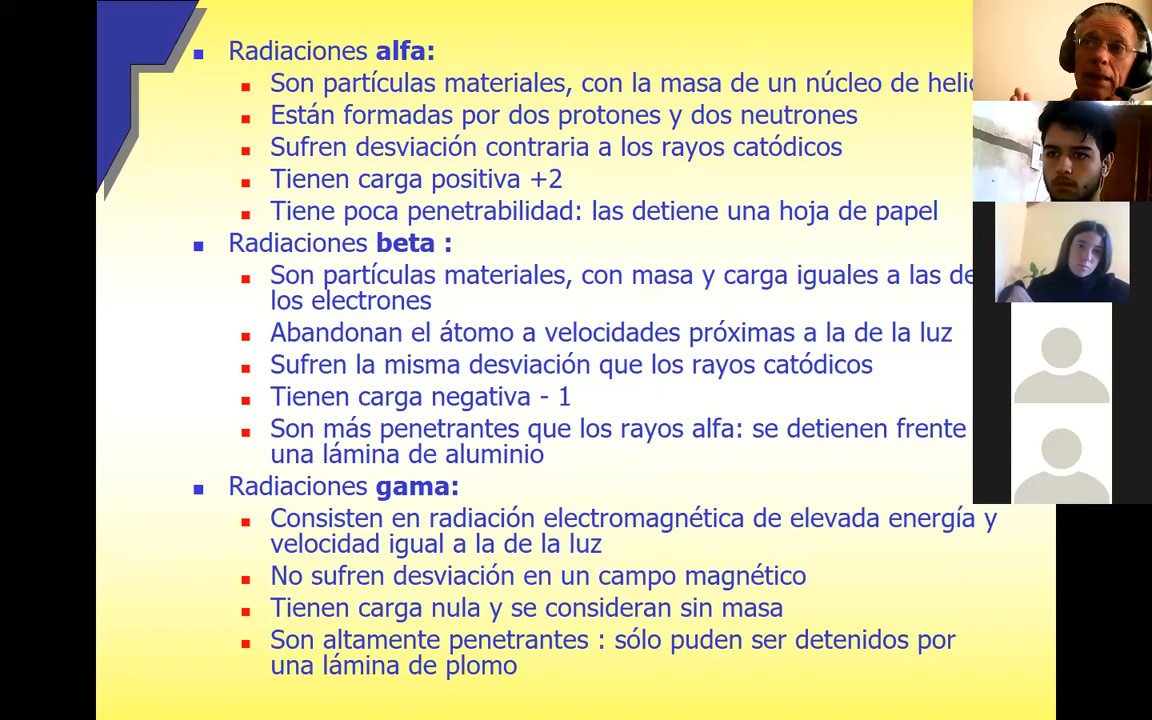 Radiaciones alfa:
Son partículas materiales, con la masa de un núcleo de helio
Están formadas por dos protones y dos neutrones
Sufren desviación contraria a los rayos catódicos
Tienen carga positiva +2
Tiene poca penetrabilidad: las detiene una hoja de papel
Radiaciones beta :
Son partículas materiales, con masa y carga iguales a las de
los electrones
Abandonan el átomo a velocidades próximas a la de la luz
Sufren la misma desviación que los rayos catódicos
Tienen carga negativa - 1
Son más penetrantes que los rayos alfa: se detienen frente
una lámina de aluminio
Radiaciones gama:
Consisten en radiación electromagnética de elevada energía y
velocidad igual a la de la luz
No sufren desviación en un campo magnético
Tienen carga nula y se consideran sin masa
Son altamente penetrantes : sólo puden ser detenidos por
una lámina de plomo